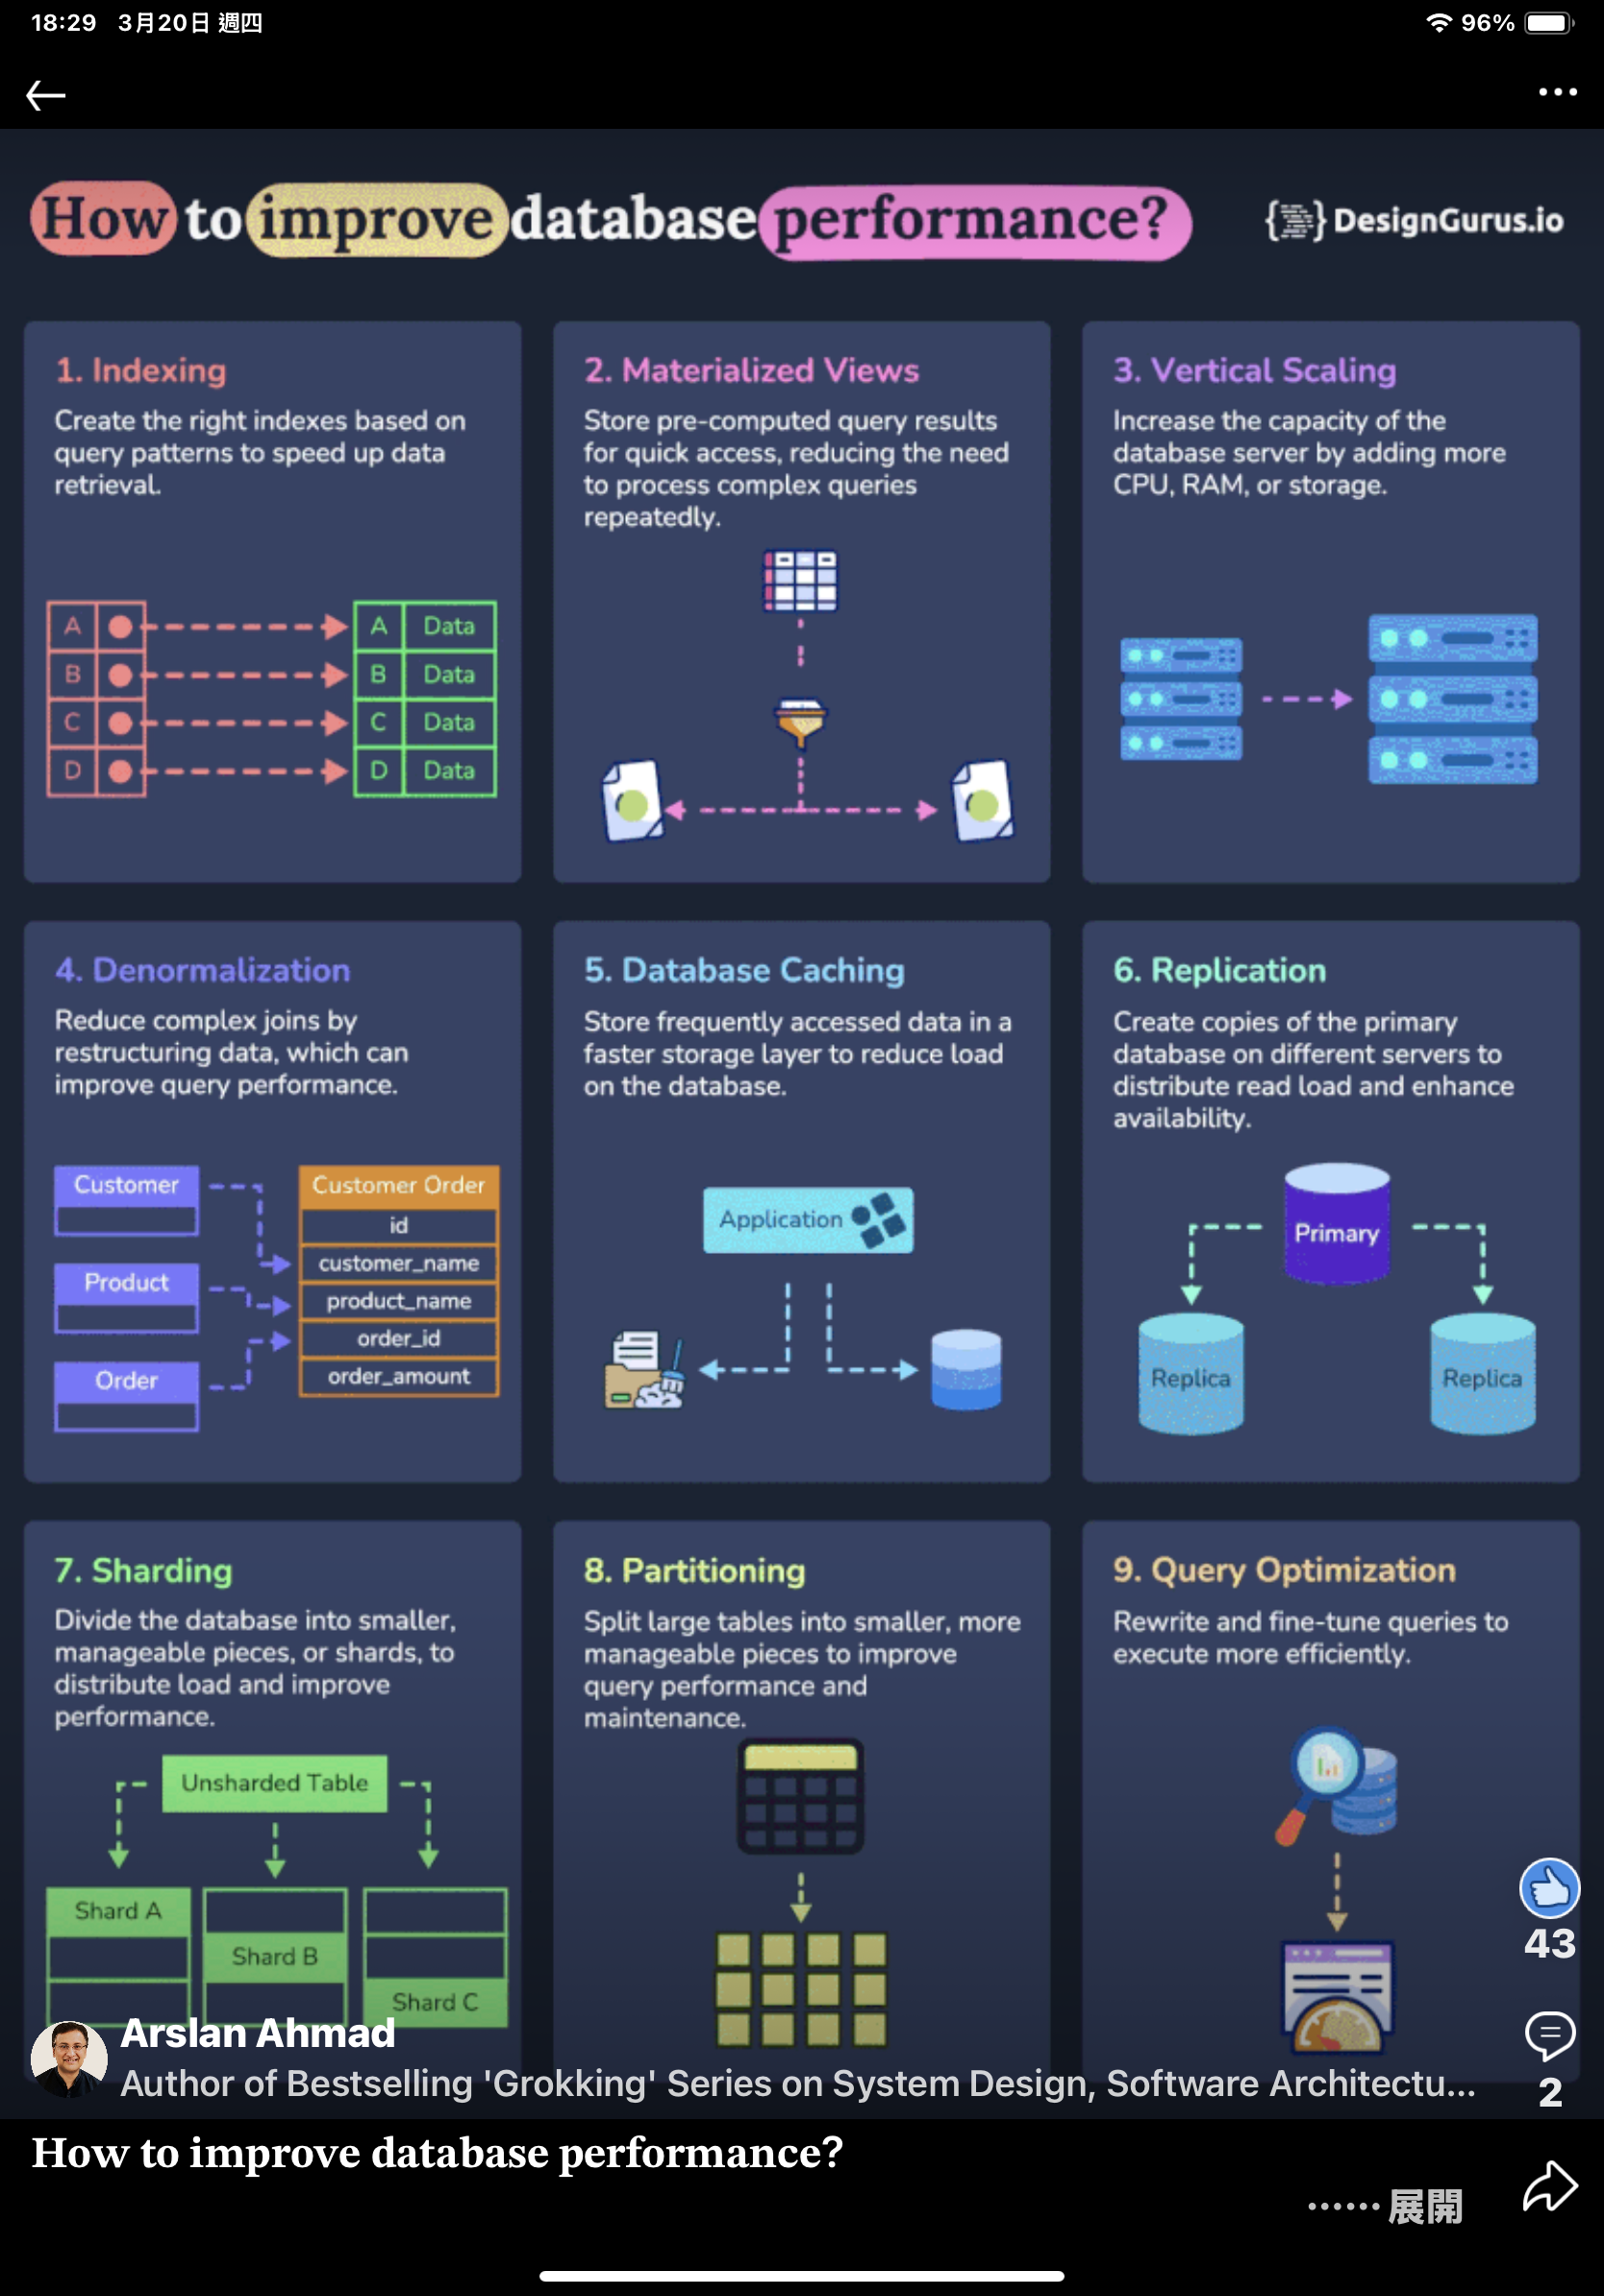 18:29 3月20日 週四
96%
How to improve database performance?
{ } DesignGurus.io
1. Indexing
Create the right indexes based on
query patterns to speed up data
retrieval.
A
B
C
D
A Data
B Data
C Data
D Data
2. Materialized Views
Store pre-computed query results
for quick access, reducing the need
to process complex queries
repeatedly.
3. Vertical Scaling
Increase the capacity of the
database server by adding more
CPU, RAM, or storage.
4. Denormalization
Reduce complex joins by
restructuring data, which can
improve query performance.
Customer
Product
Order
Customer Order
id
customer_name
product_name
order_id
order_amount
5. Database Caching
Store frequently accessed data in a
faster storage layer to reduce load
on the database.
Application
6. Replication
Create copies of the primary
database on different servers to
distribute read load and enhance
availability.
Primary
Replica
Replica
7. Sharding
Divide the database into smaller,
manageable pieces, or shards, to
distribute load and improve
performance.
Unsharded Table
Shard A
Shard B
Shard C
8. Partitioning
Split large tables into smaller, more
manageable pieces to improve
query performance and
maintenance.
9. Query Optimization
Rewrite and fine-tune queries to
execute more efficiently.
43
2
Arslan Ahmad
Author of Bestselling 'Grokking' Series on System Design, Software Architectu...
How to improve database performance?
…… 展開